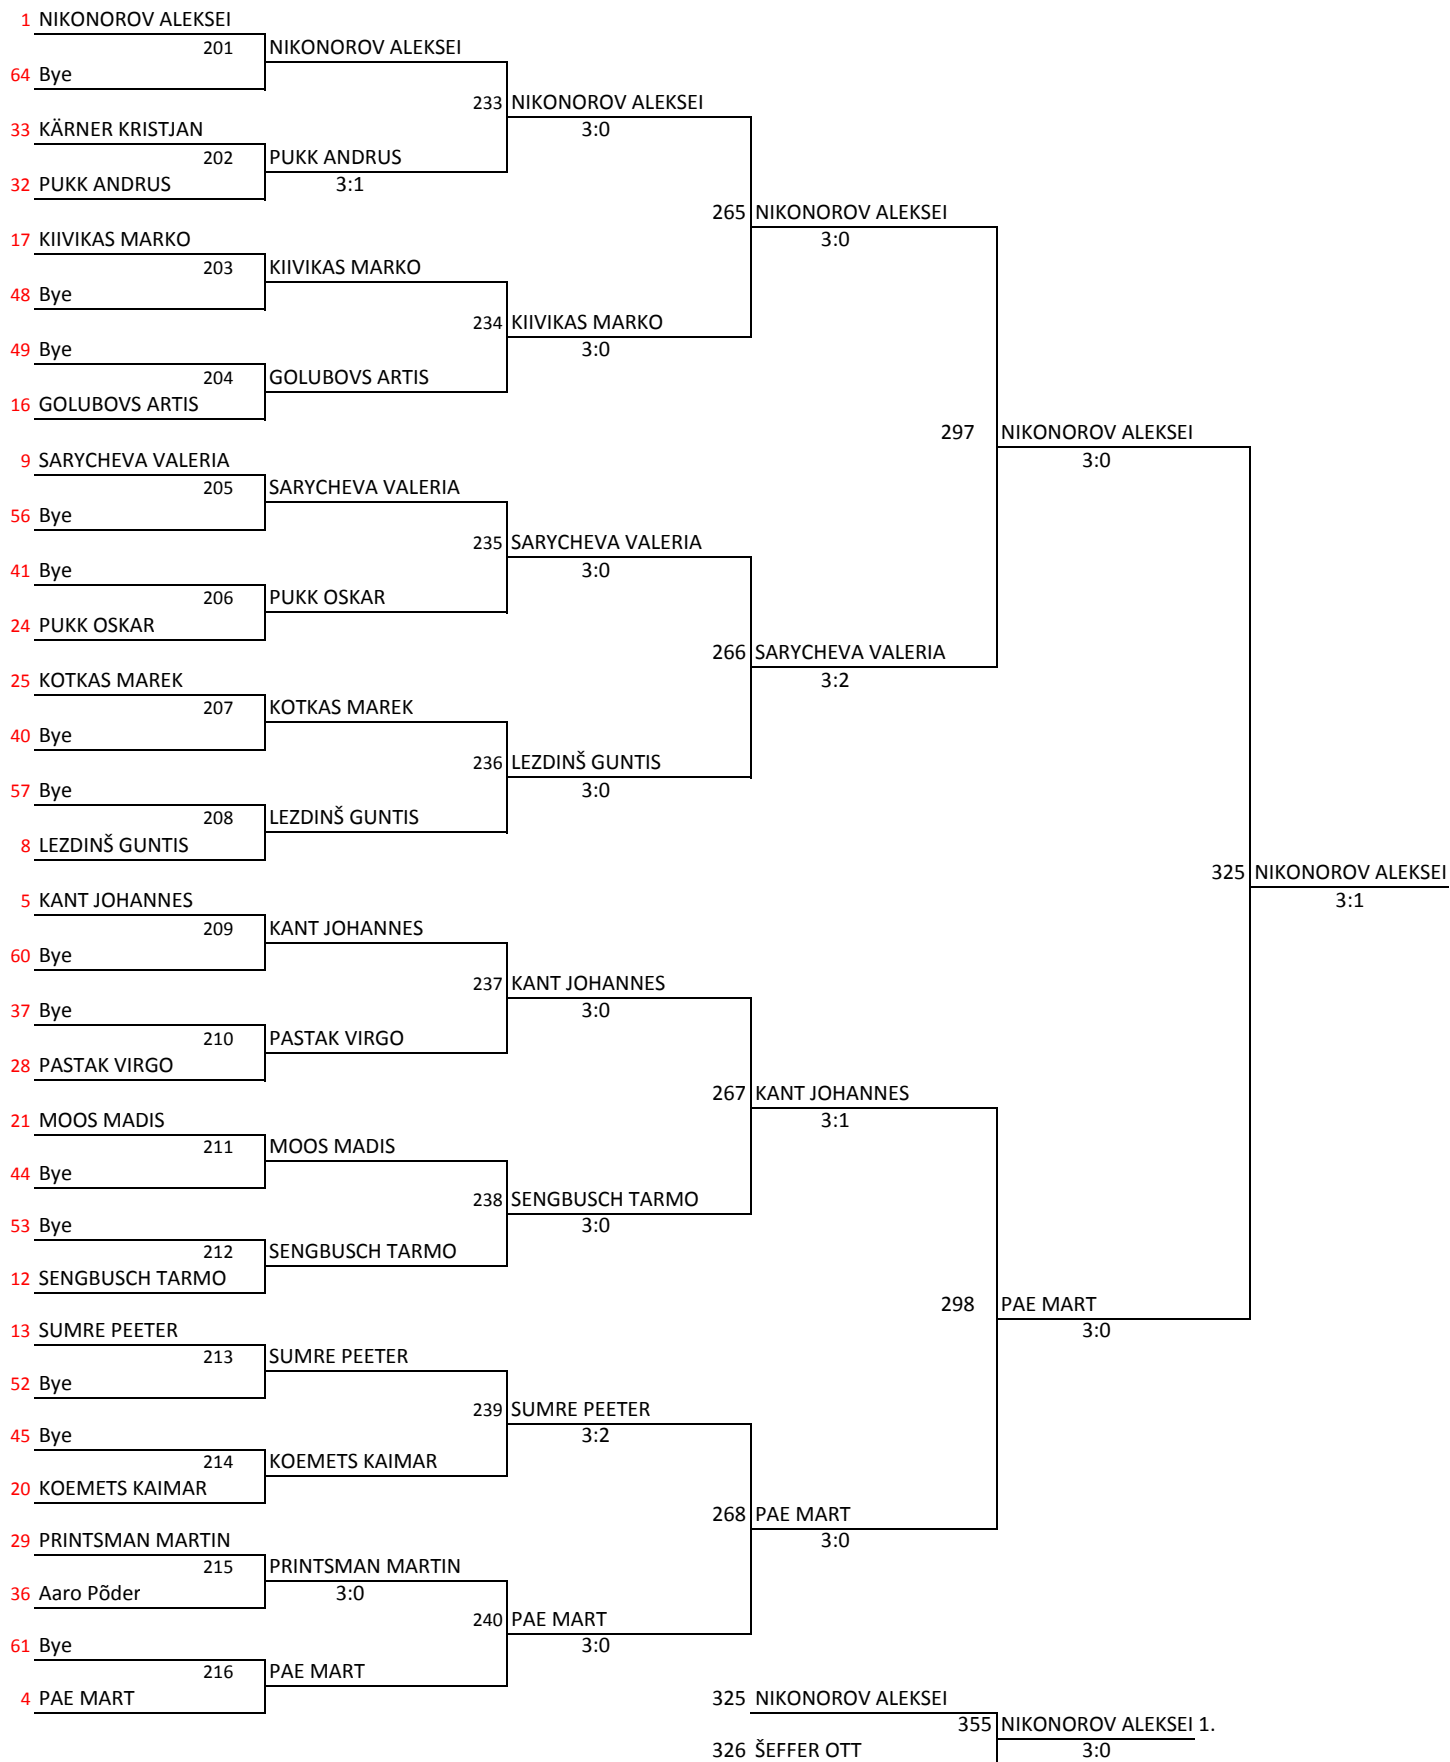 1 NIKONOROV ALEKSEI
201 NIKONOROV ALEKSEI
64 Bye
233 NIKONOROV ALEKSEI
3:0
33 KÄRNER KRISTJAN
202 PUKK ANDRUS
32 PUKK ANDRUS 3:1
265 NIKONOROV ALEKSEI
3:0
17 KIIVIKAS MARKO
203 KIIVIKAS MARKO
48 Bye
234 KIIVIKAS MARKO
3:0
49 Bye
204 GOLUBOVS ARTIS
16 GOLUBOVS ARTIS
297 NIKONOROV ALEKSEI
3:0
9 SARYCHEVA VALERIA
205 SARYCHEVA VALERIA
56 Bye
235 SARYCHEVA VALERIA
3:0
41 Bye
206 PUKK OSKAR
24 PUKK OSKAR
266 SARYCHEVA VALERIA
3:2
25 KOTKAS MAREK
207 KOTKAS MAREK
40 Bye
236 LEZDINŠ GUNTIS
3:0
57 Bye
208 LEZDINŠ GUNTIS
8 LEZDINŠ GUNTIS
325 NIKONOROV ALEKSEI
3:1
5 KANT JOHANNES
209 KANT JOHANNES
60 Bye
237 KANT JOHANNES
3:0
37 Bye
210 PASTAK VIRGO
28 PASTAK VIRGO
267 KANT JOHANNES
3:1
21 MOOS MADIS
211 MOOS MADIS
44 Bye
238 SENGBUSCH TARMO
3:0
53 Bye
212 SENGBUSCH TARMO
12 SENGBUSCH TARMO
298 PAE MART
3:0
13 SUMRE PEETER
213 SUMRE PEETER
52 Bye
239 SUMRE PEETER
3:2
45 Bye
214 KOEMETS KAIMAR
20 KOEMETS KAIMAR
268 PAE MART
3:0
29 PRINTSMAN MARTIN
215 PRINTSMAN MARTIN
36 Aaro Põder 3:0
240 PAE MART
3:0
61 Bye
216 PAE MART
4 PAE MART
325 NIKONOROV ALEKSEI
355 NIKONOROV ALEKSEI 1.
326 ŠEFFER OTT 3:0